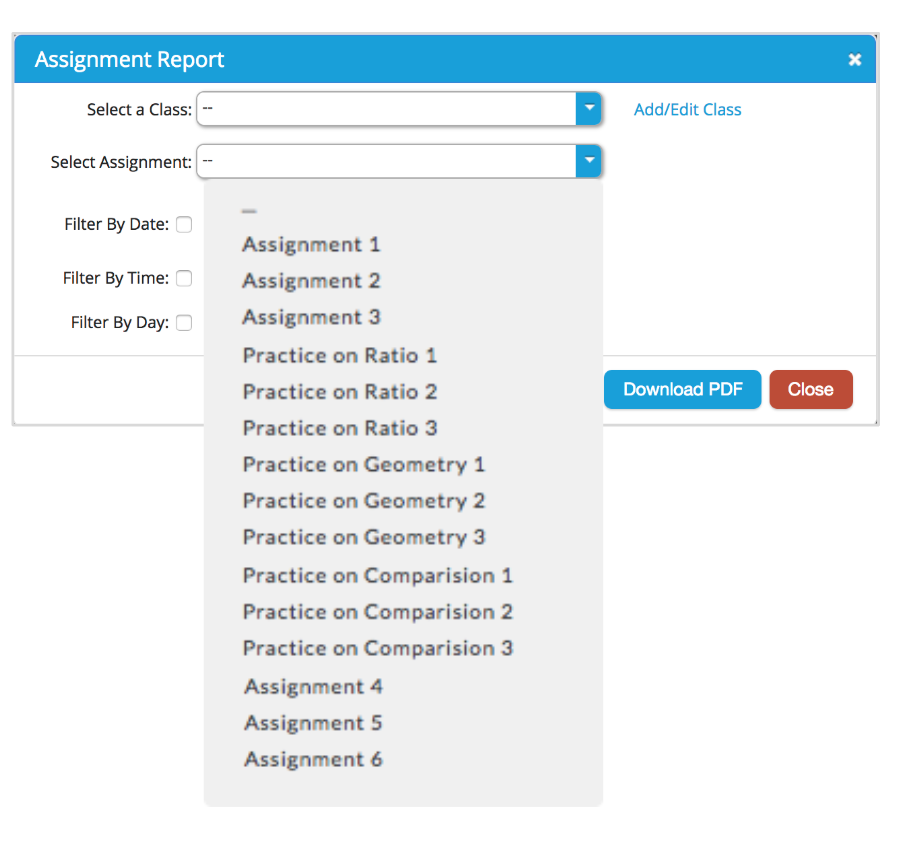 Assignment Report ×
Select a Class: -- Add/Edit Class
Select Assignment: --
—
Filter By Date:
Assignment 1
Assignment 2
Filter By Time:
Assignment 3
Filter By Day:
Practice on Ratio 1
Practice on Ratio 2
Download PDF Close
Practice on Ratio 3
Practice on Geometry 1
Practice on Geometry 2
Practice on Geometry 3
Practice on Comparision 1
Practice on Comparision 2
Practice on Comparision 3
Assignment 4
Assignment 5
Assignment 6